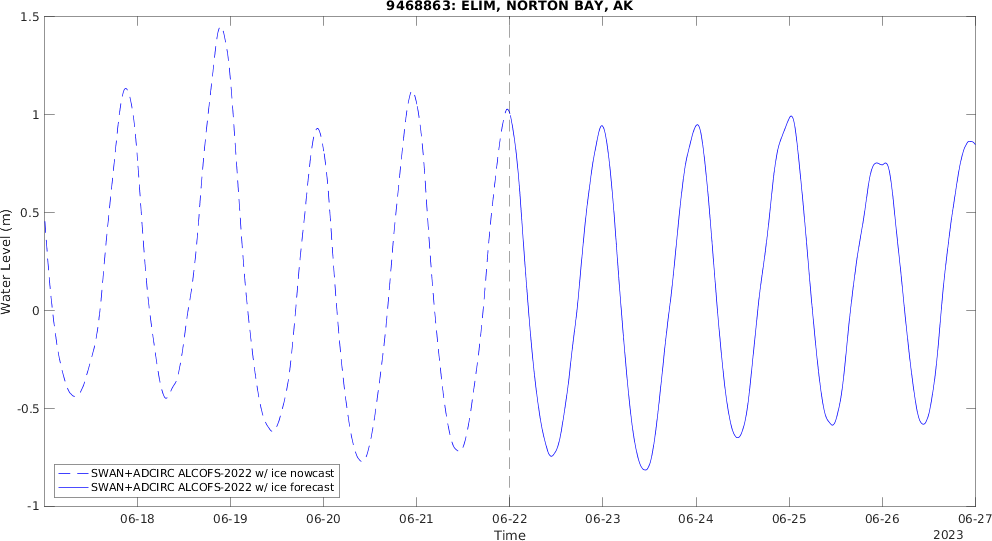 9468863: ELIM, NORTON BAY, AK
Water Level (m)
1.5
1
0.5
0
-0.5
-1
SWAN+ADCIRC ALCOFS-2022 w/ ice nowcast
SWAN+ADCIRC ALCOFS-2022 w/ ice forecast
06-18 06-19 06-20 06-21 06-22 06-23 06-24 06-25 06-26 06-27
Time
2023